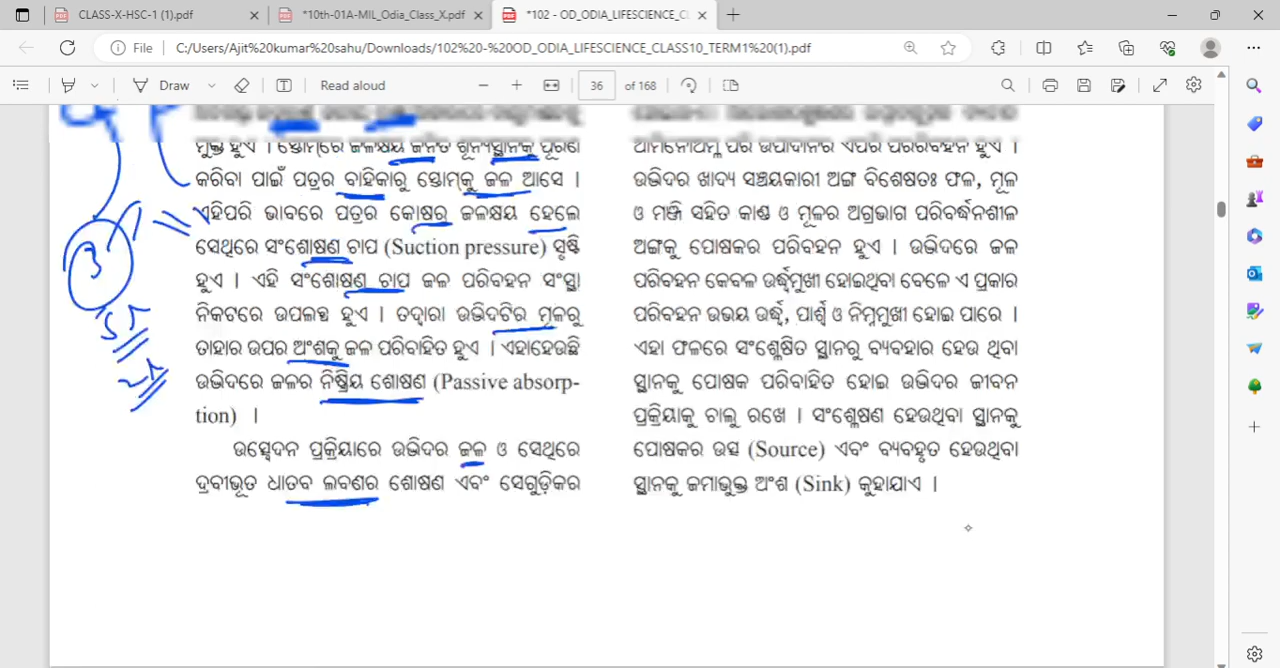 CLASS-X-HSC-1 (1).pdf
*10th-01A-MIL_Odia_Class_X.pdf
*102 - OD_ODIA_LIFESCIENCE_CL
File C:/Users/Ajit%20kumar%20sahu/Downloads/102%20-%20OD_ODIA_LIFESCIENCE_CLASS10_TERM1%20(1).pdf
Draw
Read aloud
36 of 168
ମୁକ୍ତ ହୁଏ । ସ୍ତୋମ୍‌ରେ ଜଳକ୍ଷୟ ଜନିତ ଶୂନ୍ୟସ୍ଥାନକୁ ପୂରଣ
କରିବା ପାଇଁ ପତ୍ରର ବାହିକାରୁ ସ୍ତୋମ୍‌କୁ ଜଳ ଆସେ ।
ଏହିପରି ଭାବରେ ପତ୍ରର କୋଷର ଜଳକ୍ଷୟ ହେଲେ
ସେଥିରେ ସଂଶୋଷଣ ଚାପ (Suction pressure) ସୃଷ୍ଟି
ହୁଏ । ଏହି ସଂଶୋଷଣ ଚାପ ଜଳ ପରିବହନ ସଂସ୍ଥା
ନିକଟରେ ଉପଲବ୍ଧ ହୁଏ । ତଦ୍ୱାରା ଉଦ୍ଭିଦଟିର ମୂଳରୁ
ତାହାର ଉପର ଅଂଶକୁ ଜଳ ପରିବାହିତ ହୁଏ । ଏହାହେଉଛି
ଉଦ୍ଭିଦରେ ଜଳର ନିଷ୍କ୍ରିୟ ଶୋଷଣ (Passive absorp-
tion) ।
ଉତ୍ସ୍ୱେଦନ ପ୍ରକ୍ରିୟାରେ ଉଦ୍ଭିଦର ଜଳ ଓ ସେଥିରେ
ଦ୍ରବୀଭୂତ ଧାତବ ଲବଣର ଶୋଷଣ ଏବଂ ସେଗୁଡ଼ିକର
ଆମିନୋଅମ୍ଳ ପରି ଉପାଦାନର ଏପରି ପରିବହନ ହୁଏ ।
ଉଦ୍ଭିଦର ଖାଦ୍ୟ ସଞ୍ଚୟକାରୀ ଅଙ୍ଗ ବିଶେଷତଃ ଫଳ, ମୂଳ
ଓ ମଞ୍ଜି ସହିତ କାଣ୍ଡ ଓ ମୂଳର ଅଗ୍ରଭାଗ ପରିବର୍ଦ୍ଧନଶୀଳ
ଅଙ୍ଗକୁ ପୋଷକର ପରିବହନ ହୁଏ । ଉଦ୍ଭିଦରେ ଜଳ
ପରିବହନ କେବଳ ଉର୍ଦ୍ଧ୍ୱମୁଖୀ ହୋଇଥିବା ବେଳେ ଏ ପ୍ରକାର
ପରିବହନ ଉଭୟ ଉର୍ଦ୍ଧ୍ୱ, ପାର୍ଶ୍ୱ ଓ ନିମ୍ନମୁଖୀ ହୋଇ ପାରେ ।
ଏହା ଫଳରେ ସଂଶ୍ଳେଷିତ ସ୍ଥାନରୁ ବ୍ୟବହାର ହେଉ ଥିବା
ସ୍ଥାନକୁ ପୋଷକ ପରିବାହିତ ହୋଇ ଉଦ୍ଭିଦର ଜୀବନ
ପ୍ରକ୍ରିୟାକୁ ଚାଲୁ ରଖେ । ସଂଶ୍ଳେଷଣ ହେଉଥିବା ସ୍ଥାନକୁ
ପୋଷକର ଉତ୍ସ (Source) ଏବଂ ବ୍ୟବହୃତ ହେଉଥିବା
ସ୍ଥାନକୁ ଜମାଭୁକ୍ତ ଅଂଶ (Sink) କୁହାଯାଏ ।